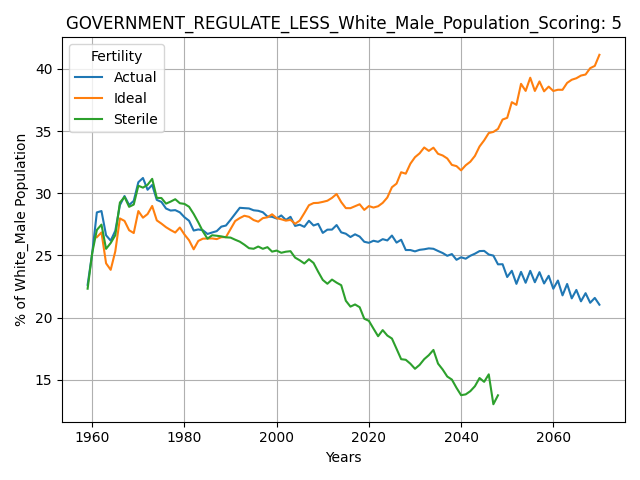 GOVERNMENT_REGULATE_LESS_White_Male_Population_Scoring: 5
Fertility
Actual
Ideal
Sterile
% of White_Male Population
40
35
30
25
20
15
1960 1980 2000 2020 2040 2060
Years